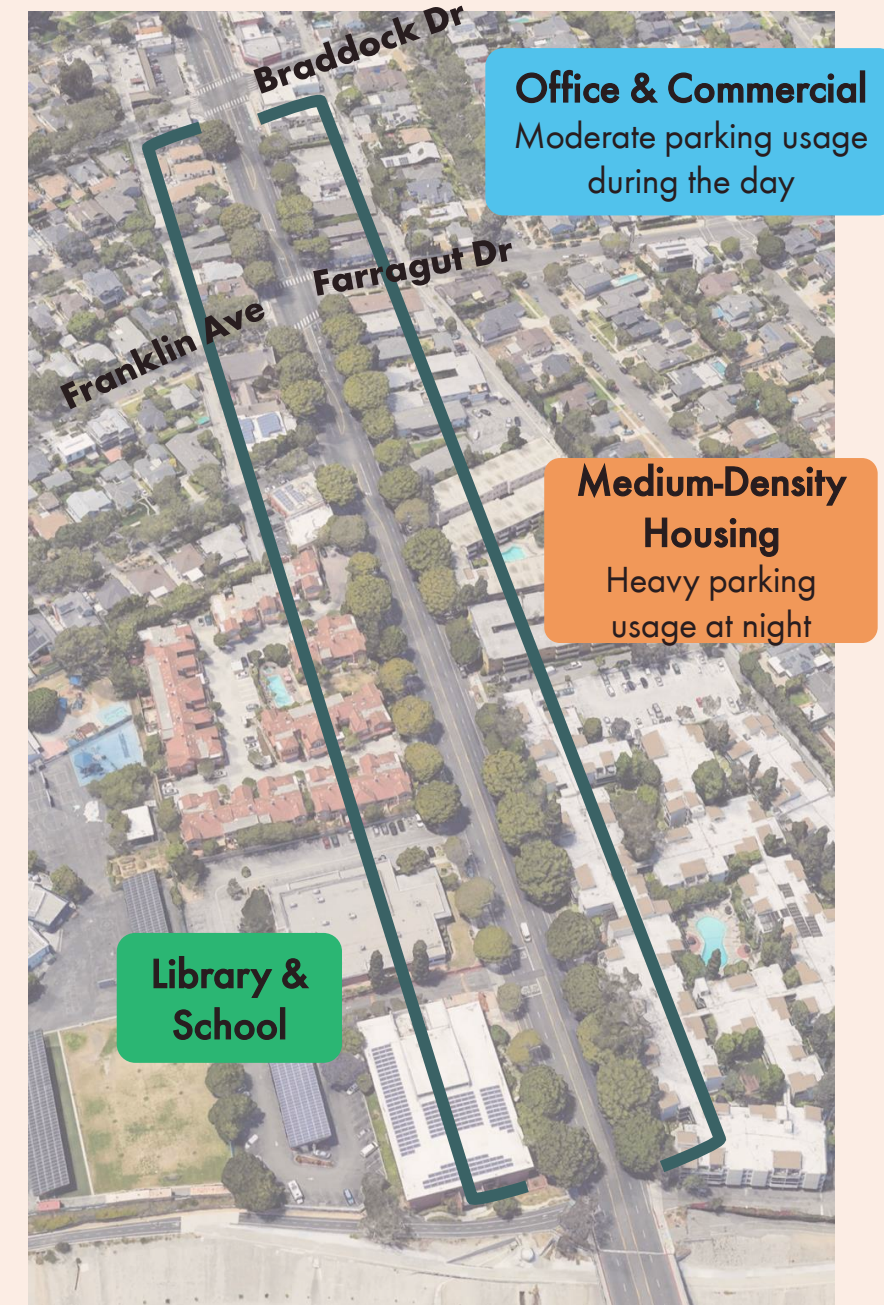 Braddock Dr
Office & Commercial
Moderate parking usage
during the day
Farragut Dr
Franklin Ave
Medium-Density
Housing
Heavy parking
usage at night
Library &
School